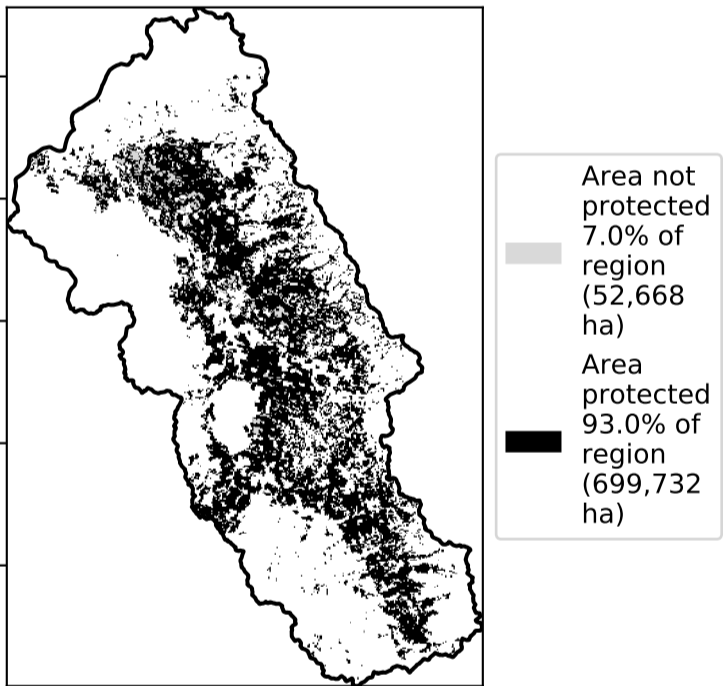 Area not
protected
7.0% of
region
(52,668
ha)
Area
protected
93.0% of
region
(699,732
ha)